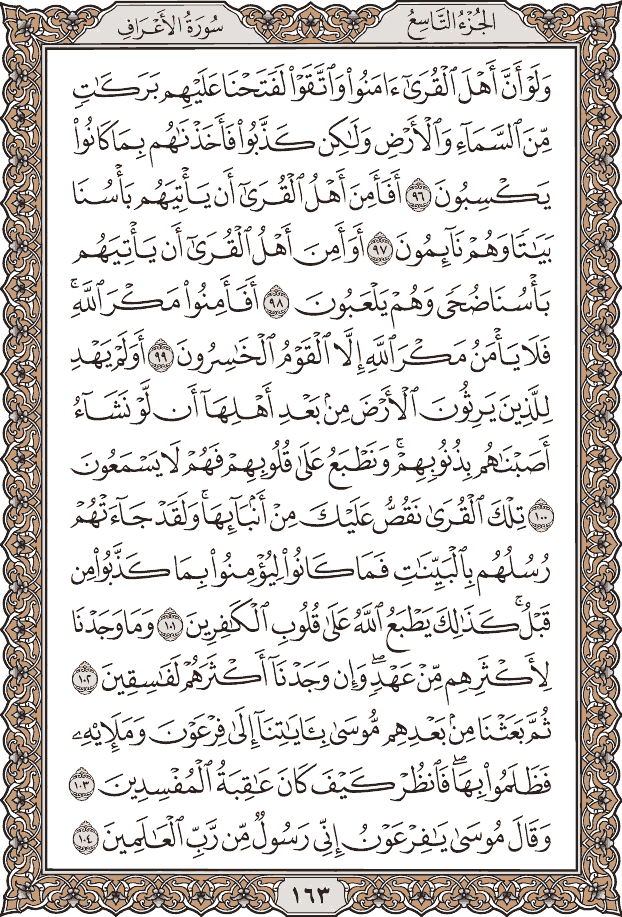 الجُزْءُ التَّاسِعُ
سُورَةُ الأَعْرَافِ
وَلَوْ أَنَّ أَهْلَ ٱلْقُرَىٰٓ ءَامَنُوا۟ وَٱتَّقَوْا۟ لَفَتَحْنَا عَلَيْهِم بَرَكَٰتٍ
مِّنَ ٱلسَّمَآءِ وَٱلْأَرْضِ وَلَٰكِن كَذَّبُوا۟ فَأَخَذْنَٰهُم بِمَا كَانُوا۟
يَكْسِبُونَ ٩٦ أَفَأَمِنَ أَهْلُ ٱلْقُرَىٰٓ أَن يَأْتِيَهُم بَأْسُنَا
بَيَٰتًا وَهُمْ نَآئِمُونَ ٩٧ أَوَأَمِنَ أَهْلُ ٱلْقُرَىٰٓ أَن يَأْتِيَهُم
بَأْسُنَا ضُحًى وَهُمْ يَلْعَبُونَ ٩٨ أَفَأَمِنُوا۟ مَكْرَ ٱللَّهِ ۚ
فَلَا يَأْمَنُ مَكْرَ ٱللَّهِ إِلَّا ٱلْقَوْمُ ٱلْخَٰسِرُونَ ٩٩ أَوَلَمْ يَهْدِ
لِلَّذِينَ يَرِثُونَ ٱلْأَرْضَ مِنۢ بَعْدِ أَهْلِهَآ أَن لَّوْ نَشَآءُ
أَصَبْنَٰهُم بِذُنُوبِهِمْ ۚ وَنَطْبَعُ عَلَىٰ قُلُوبِهِمْ فَهُمْ لَا يَسْمَعُونَ
١٠٠ تِلْكَ ٱلْقُرَىٰ نَقُصُّ عَلَيْكَ مِنْ أَنۢبَآئِهَا ۚ وَلَقَدْ جَآءَتْهُمْ
رُسُلُهُم بِٱلْبَيِّنَٰتِ فَمَا كَانُوا۟ لِيُؤْمِنُوا۟ بِمَا كَذَّبُوا۟ مِن
قَبْلُ ۚ كَذَٰلِكَ يَطْبَعُ ٱللَّهُ عَلَىٰ قُلُوبِ ٱلْكَٰفِرِينَ ١٠١ وَمَا وَجَدْنَا
لِأَكْثَرِهِم مِّنْ عَهْدٍ ۖ وَإِن وَجَدْنَآ أَكْثَرَهُمْ لَفَٰسِقِينَ ١٠٢
ثُمَّ بَعَثْنَا مِنۢ بَعْدِهِم مُّوسَىٰ بِـَٔايَٰتِنَآ إِلَىٰ فِرْعَوْنَ وَمَلَإِي۟هِۦ
فَظَلَمُوا۟ بِهَا ۖ فَٱنظُرْ كَيْفَ كَانَ عَٰقِبَةُ ٱلْمُفْسِدِينَ ١٠٣
وَقَالَ مُوسَىٰ يَٰفِرْعَوْنُ إِنِّى رَسُولٌ مِّن رَّبِّ ٱلْعَٰلَمِينَ ١٠٤
١٦٣